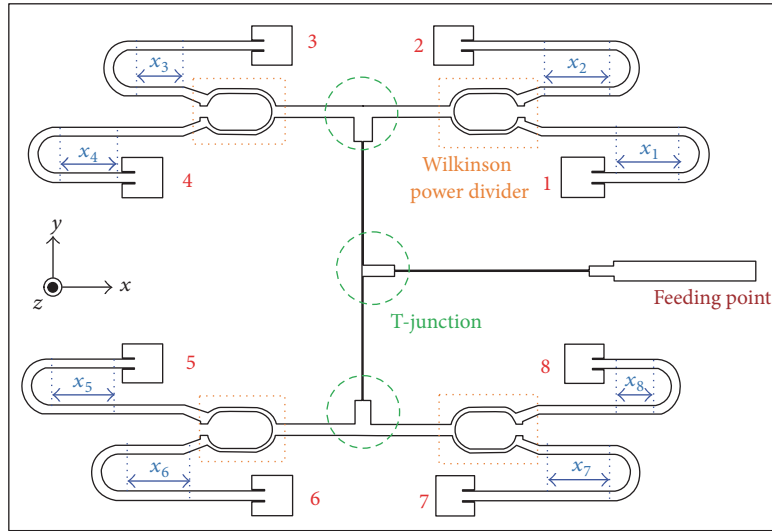 3
2
x₃
x₂
4
x₄
Wilkinson
power divider
1
x₁
y
z
x
Feeding point
T-junction
5
8
x₅
x₈
x₆
x₇
6
7